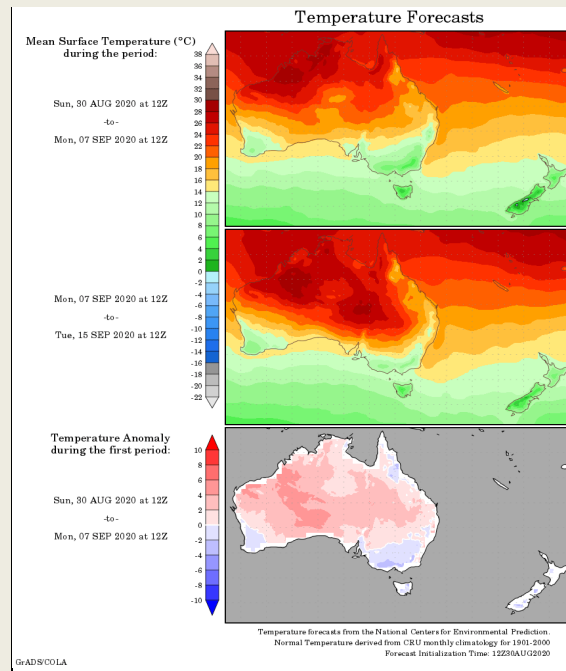 Temperature Forecasts
Mean Surface Temperature (°C)
during the period:
Sun, 30 AUG 2020 at 12Z
-to-
Mon, 07 SEP 2020 at 12Z
38
36
34
32
30
28
26
24
22
20
18
16
14
12
10
8
6
4
2
0
-2
-4
-6
-8
-10
-12
-14
-16
-18
-20
-22
Mon, 07 SEP 2020 at 12Z
-to-
Tue, 15 SEP 2020 at 12Z
Temperature Anomaly
during the first period:
Sun, 30 AUG 2020 at 12Z
-to-
Mon, 07 SEP 2020 at 12Z
10
8
6
4
2
0
-2
-4
-6
-8
-10
Temperature forecasts from the National Centers for Environmental Prediction.
Normal Temperature derived from CRU monthly climatology for 1901-2000
Forecast Initialization Time: 12Z30AUG2020
GrADS/COLA